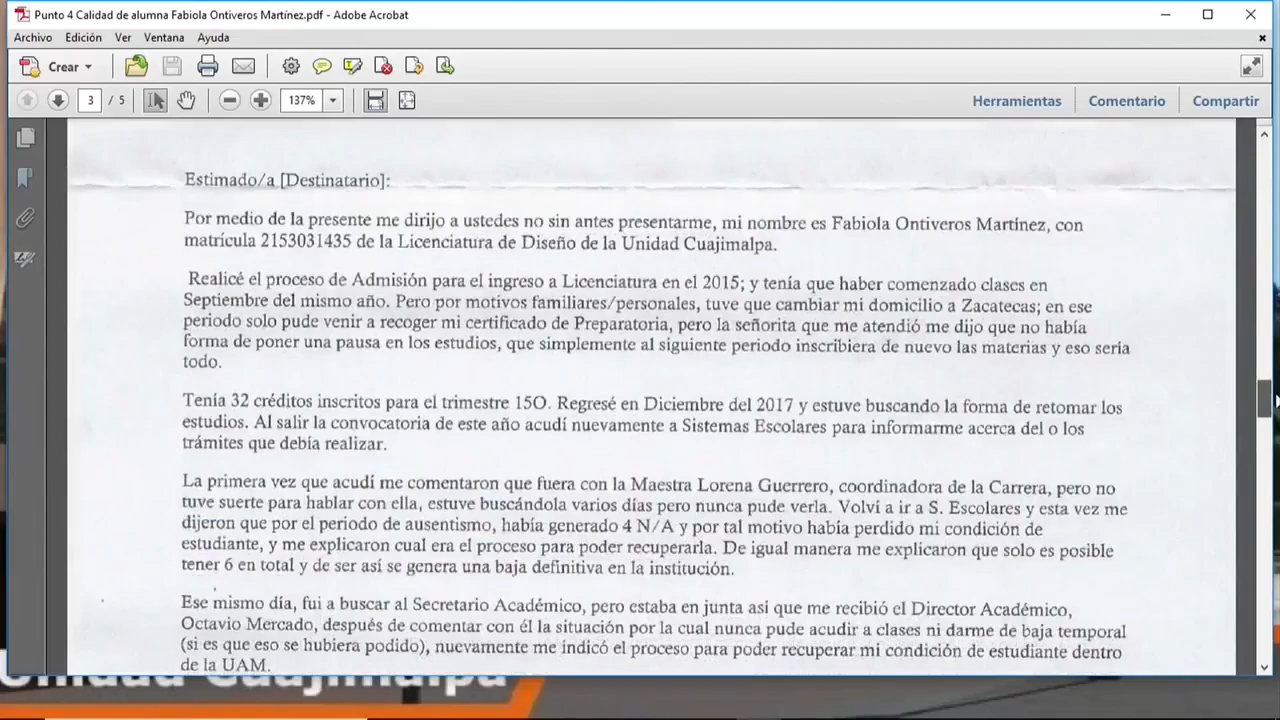 Punto 4 Calidad de alumna Fabiola Ontiveros Martínez.pdf - Adobe Acrobat
Archivo Edición Ver Ventana Ayuda
Crear
3 / 5 137% Herramientas Comentario Compartir
Estimado/a [Destinatario]:
Por medio de la presente me dirijo a ustedes no sin antes presentarme, mi nombre es Fabiola Ontiveros Martínez, con
matrícula 2153031435 de la Licenciatura de Diseño de la Unidad Cuajimalpa.
Realicé el proceso de Admisión para el ingreso a Licenciatura en el 2015; y tenía que haber comenzado clases en
Septiembre del mismo año. Pero por motivos familiares/personales, tuve que cambiar mi domicilio a Zacatecas; en ese
periodo solo pude venir a recoger mi certificado de Preparatoria, pero la señorita que me atendió me dijo que no había
forma de poner una pausa en los estudios, que simplemente al siguiente periodo inscribiera de nuevo las materias y eso sería
todo.
Tenía 32 créditos inscritos para el trimestre 15O. Regresé en Diciembre del 2017 y estuve buscando la forma de retomar los
estudios. Al salir la convocatoria de este año acudí nuevamente a Sistemas Escolares para informarme acerca del o los
trámites que debía realizar.
La primera vez que acudí me comentaron que fuera con la Maestra Lorena Guerrero, coordinadora de la Carrera, pero no
tuve suerte para hablar con ella, estuve buscándola varios días pero nunca pude verla. Volví a ir a S. Escolares y esta vez me
dijeron que por el periodo de ausentismo, había generado 4 N/A y por tal motivo había perdido mi condición de
estudiante, y me explicaron cual era el proceso para poder recuperarla. De igual manera me explicaron que solo es posible
tener 6 en total y de ser así se genera una baja definitiva en la institución.
Ese mismo día, fui a buscar al Secretario Académico, pero estaba en junta asi que me recibió el Director Académico,
Octavio Mercado, después de comentar con él la situación por la cual nunca pude acudir a clases ni darme de baja temporal
(si es que eso se hubiera podido), nuevamente me indicó el proceso para poder recuperar mi condición de estudiante dentro
de la UAM.
Unidad Cuajimalpa